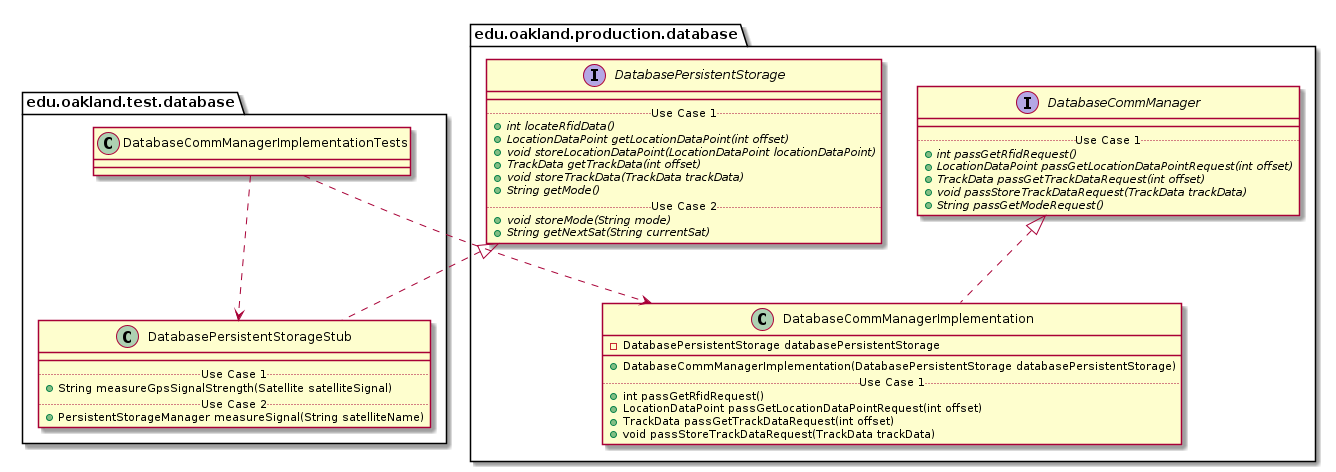 edu.oakland.test.database
C DatabaseCommManagerImplementationTests
C DatabasePersistentStorageStub
Use Case 1
String measureGpsSignalStrength(Satellite satelliteSignal)
Use Case 2
PersistentStorageManager measureSignal(String satelliteName)
edu.oakland.production.database
I DatabasePersistentStorage
Use Case 1
int locateRfidData()
LocationDataPoint getLocationDataPoint(int offset)
void storeLocationDataPoint(LocationDataPoint locationDataPoint)
TrackData getTrackData(int offset)
void storeTrackData(TrackData trackData)
String getMode()
Use Case 2
void storeMode(String mode)
String getNextSat(String currentSat)
I DatabaseCommManager
Use Case 1
int passGetRfidRequest()
LocationDataPoint passGetLocationDataPointRequest(int offset)
TrackData passGetTrackDataRequest(int offset)
void passStoreTrackDataRequest(TrackData trackData)
String passGetModeRequest()
C DatabaseCommManagerImplementation
DatabasePersistentStorage databasePersistentStorage
DatabaseCommManagerImplementation(DatabasePersistentStorage databasePersistentStorage)
Use Case 1
int passGetRfidRequest()
LocationDataPoint passGetLocationDataPointRequest(int offset)
TrackData passGetTrackDataRequest(int offset)
void passStoreTrackDataRequest(TrackData trackData)